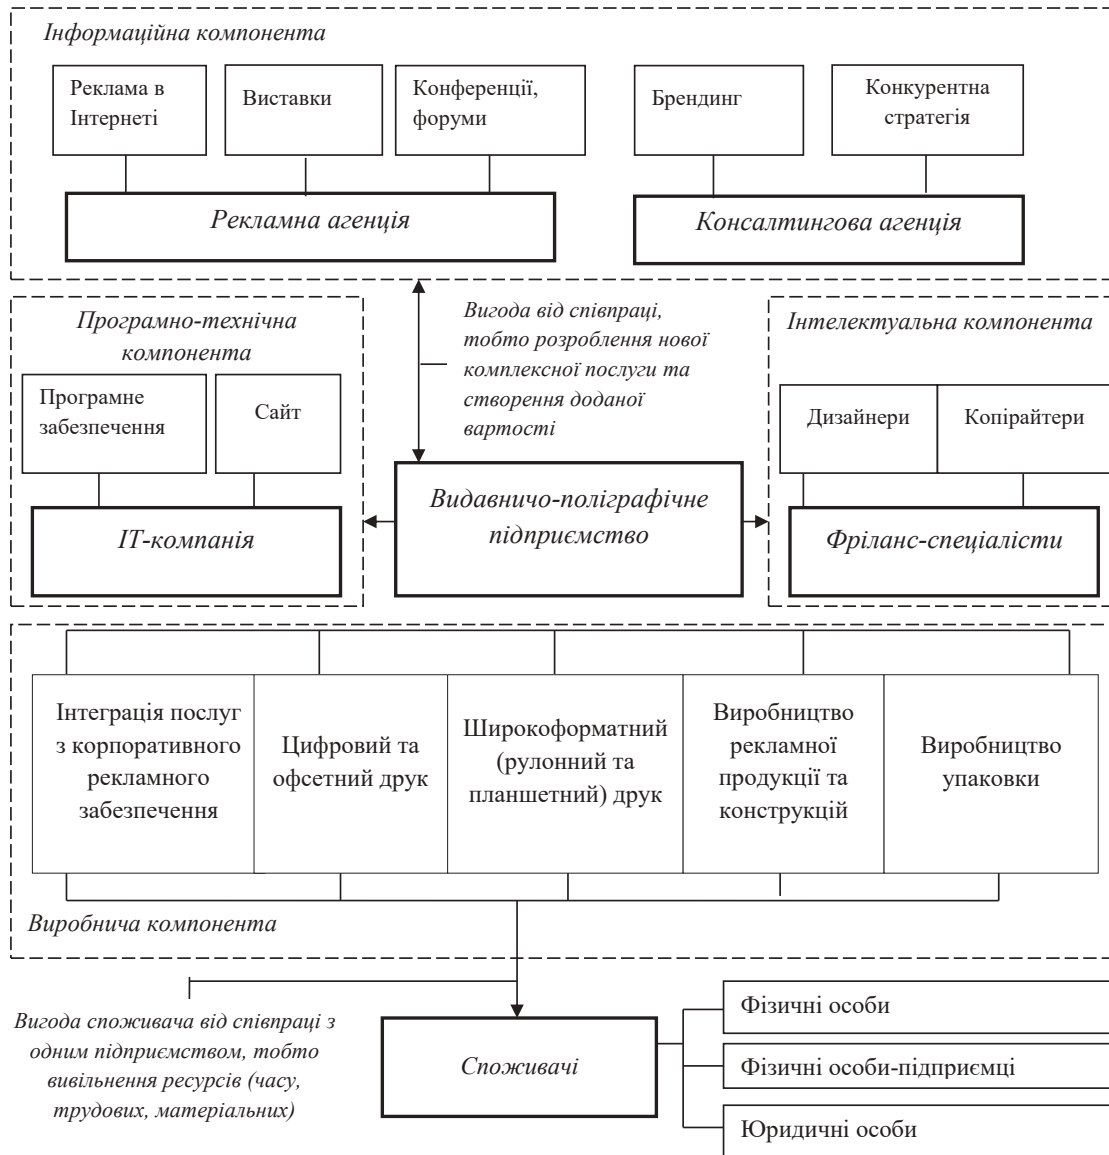 Інформаційна компонента
Реклама в
Інтернеті
Виставки
Конференції,
форуми
Брендинг
Конкурентна
стратегія
Рекламна агенція
Консалтингова агенція
Програмно-технічна
компонента
Програмне
забезпечення
Сайт
ІТ-компанія
Вигода від співпраці,
тобто розроблення нової
комплексної послуги та
створення доданої
вартості
Видавничо-поліграфічне
підприємство
Інтелектуальна компонента
Дизайнери
Копірайтери
Фріланс-спеціалісти
Інтеграція послуг
з корпоративного
рекламного
забезпечення
Цифровий та
офсетний друк
Широкоформатний
(рулонний та
планшетний) друк
Виробництво
рекламної
продукції та
конструкцій
Виробництво
упаковки
Виробнича компонента
Вигода споживача від співпраці з
одним підприємством, тобто
вивільнення ресурсів (часу,
трудових, матеріальних)
Споживачі
Фізичні особи
Фізичні особи-підприємці
Юридичні особи